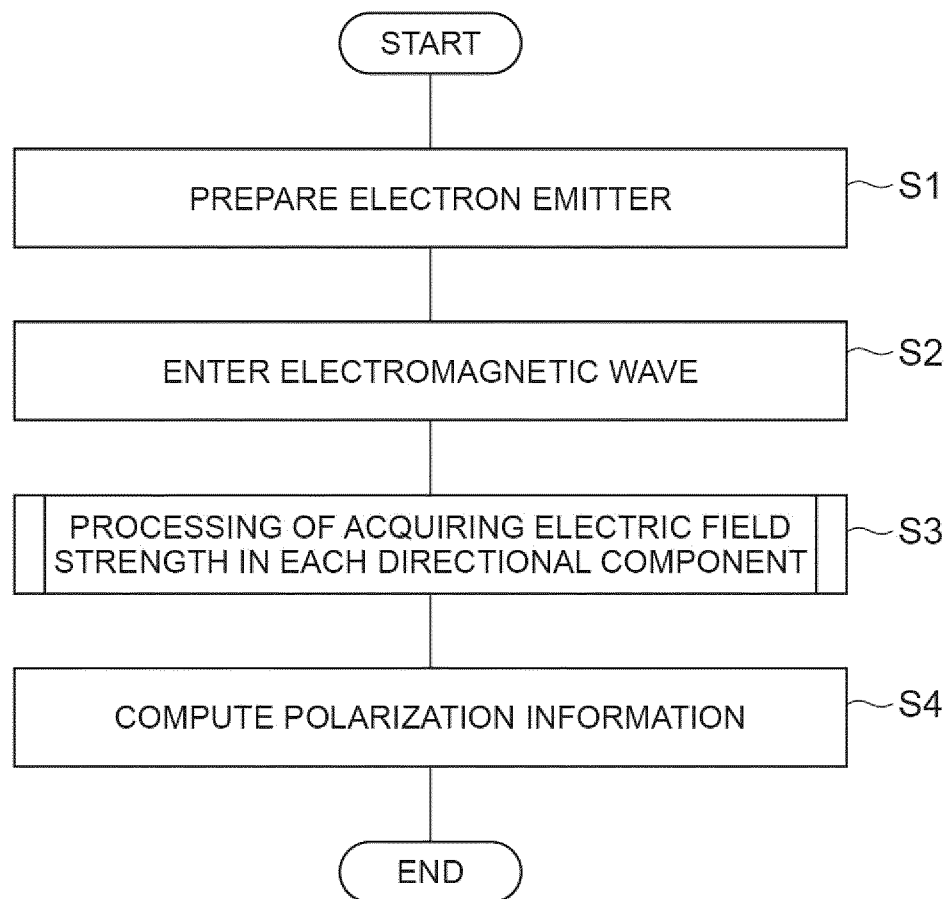 START
PREPARE ELECTRON EMITTER
S1
ENTER ELECTROMAGNETIC WAVE
S2
PROCESSING OF ACQUIRING ELECTRIC FIELD
STRENGTH IN EACH DIRECTIONAL COMPONENT
S3
COMPUTE POLARIZATION INFORMATION
S4
END